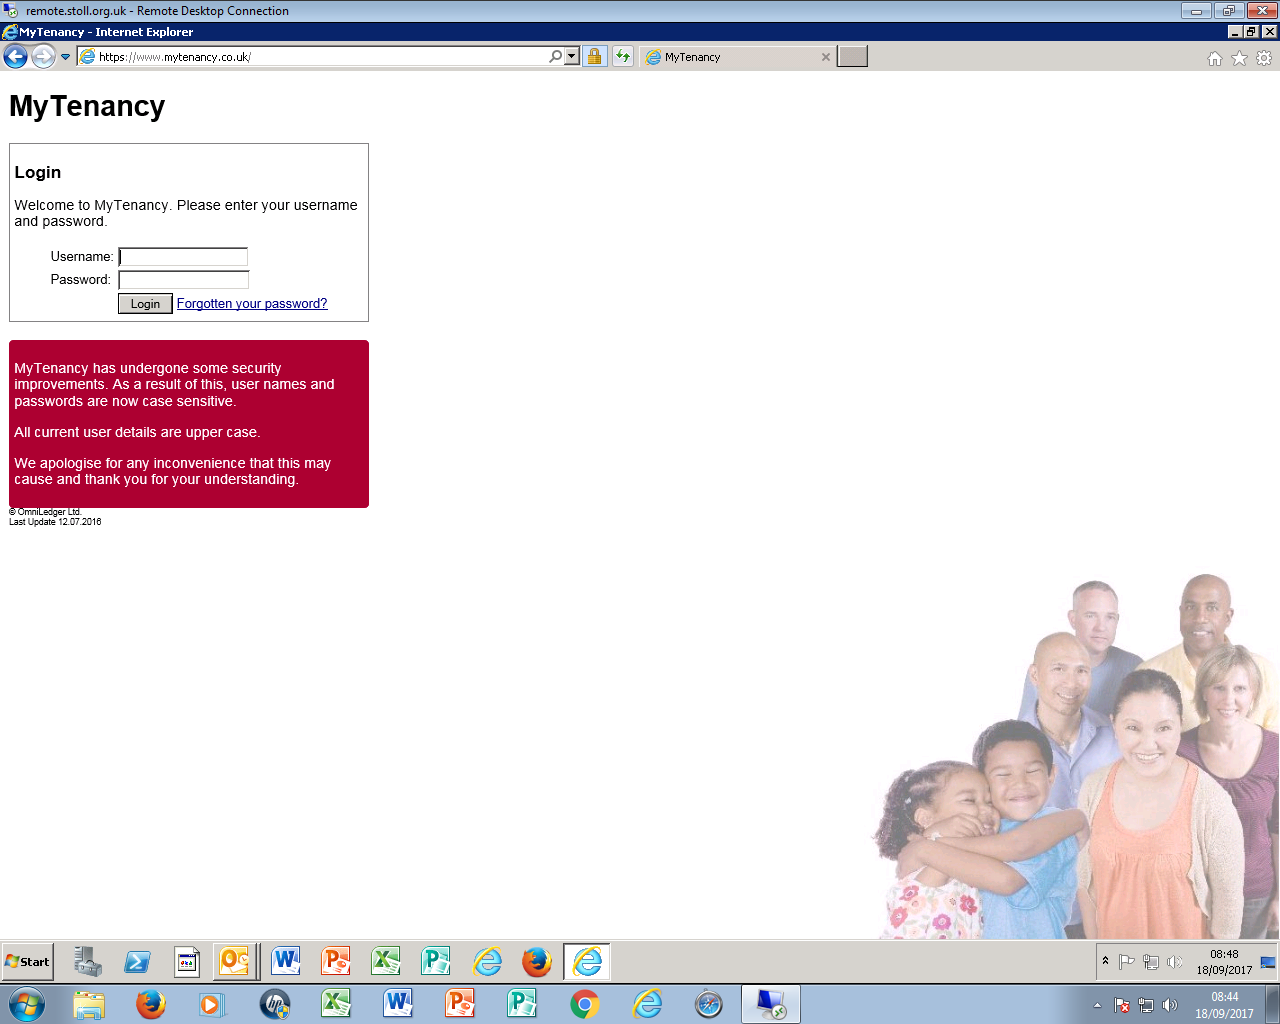 remote.stoll.org.uk - Remote Desktop Connection
MyTenancy - Internet Explorer
https://www.mytenancy.co.uk/
MyTenancy
MyTenancy
Login
Welcome to MyTenancy. Please enter your username
and password.
Username:
Password:
Login Forgotten your password?
MyTenancy has undergone some security
improvements. As a result of this, user names and
passwords are now case sensitive.
All current user details are upper case.
We apologise for any inconvenience that this may
cause and thank you for your understanding.
© OmniLedger Ltd.
Last Update 12.07.2016
Start
08:48
18/09/2017
08:44
18/09/2017